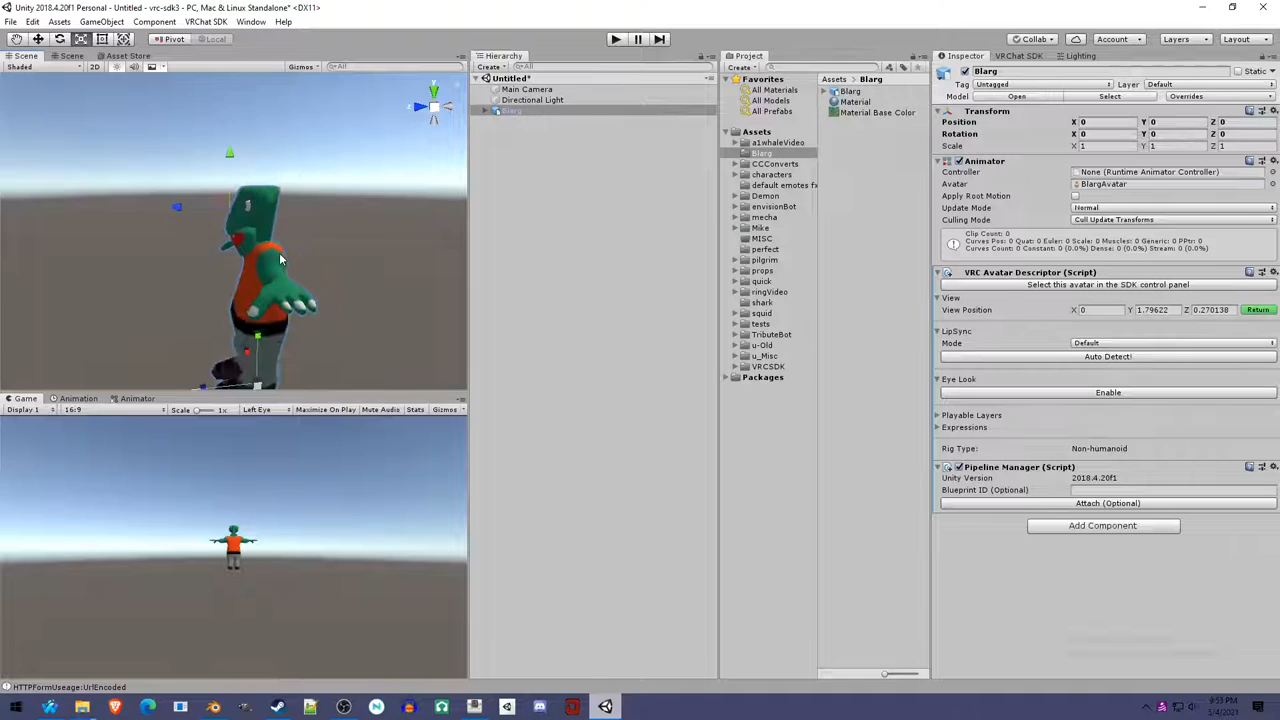 Unity 2018.4.20f1 Personal - Untitled - vrc-sdk3 - PC, Mac & Linux Standalone* <DX11>
File Edit Assets GameObject Component VRChat SDK Window Help
Pivot Local Collab Account Layers Layout
Scene Scene Asset Store
Shaded 2D Gizmos All
Hierarchy
Create All
Untitled*
Main Camera
Directional Light
Blarg
y
z
Game Animation Animator
Display 1 16:9 Scale 1x Left Eye Maximize On Play Mute Audio Stats Gizmos
Project
Create
Favorites
All Materials
All Models
All Prefabs
Assets
a1whaleVideo
Blarg
CCConverts
characters
default emotes fx
Demon
envisionBot
mecha
Mike
MISC
perfect
pilgrim
props
quick
ringVideo
shark
squid
tests
TributeBot
u-Old
u_Misc
VRCSDK
Packages
Assets Blarg
Blarg
Material
Material Base Color
Inspector VRChat SDK Lighting
Blarg Static
Tag Untagged Layer Default
Model Open Select Overrides
Transform
Position X 0 Y 0 Z 0
Rotation X 0 Y 0 Z 0
Scale X 1 Y 1 Z 1
Animator
Controller None (Runtime Animator Controller)
Avatar BlargAvatar
Apply Root Motion
Update Mode Normal
Culling Mode Cull Update Transforms
Clip Count: 0
Curves Pos: 0 Quat: 0 Euler: 0 Scale: 0 Muscles: 0 Generic: 0 PPtr: 0
Curves Count: 0 Constant: 0 (0.0%) Dense: 0 (0.0%) Stream: 0 (0.0%)
VRC Avatar Descriptor (Script)
Select this avatar in the SDK control panel
View
View Position X 0 Y 1.79622 Z 0.270138 Return
LipSync
Mode Default
Auto Detect!
Eye Look
Enable
Playable Layers
Expressions
Rig Type: Non-humanoid
Pipeline Manager (Script)
Unity Version 2018.4.20f1
Blueprint ID (Optional)
Attach (Optional)
Add Component
HTTPFormUseage:UrlEncoded
9:53 PM
5/4/2021